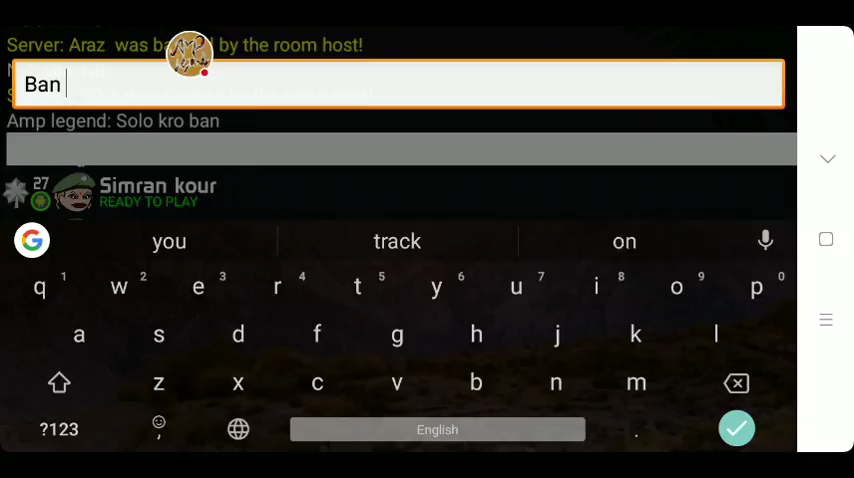 Server: Araz was ba by the room host!
Ban
Amp legend: Solo kro ban
27
Simran kour
READY TO PLAY
you track on
q 1 w 2 e 3 r 4 t 5 y 6 u 7 i 8 o 9 p 0
a s d f g h j k l
z x c v b n m
?123 , English .